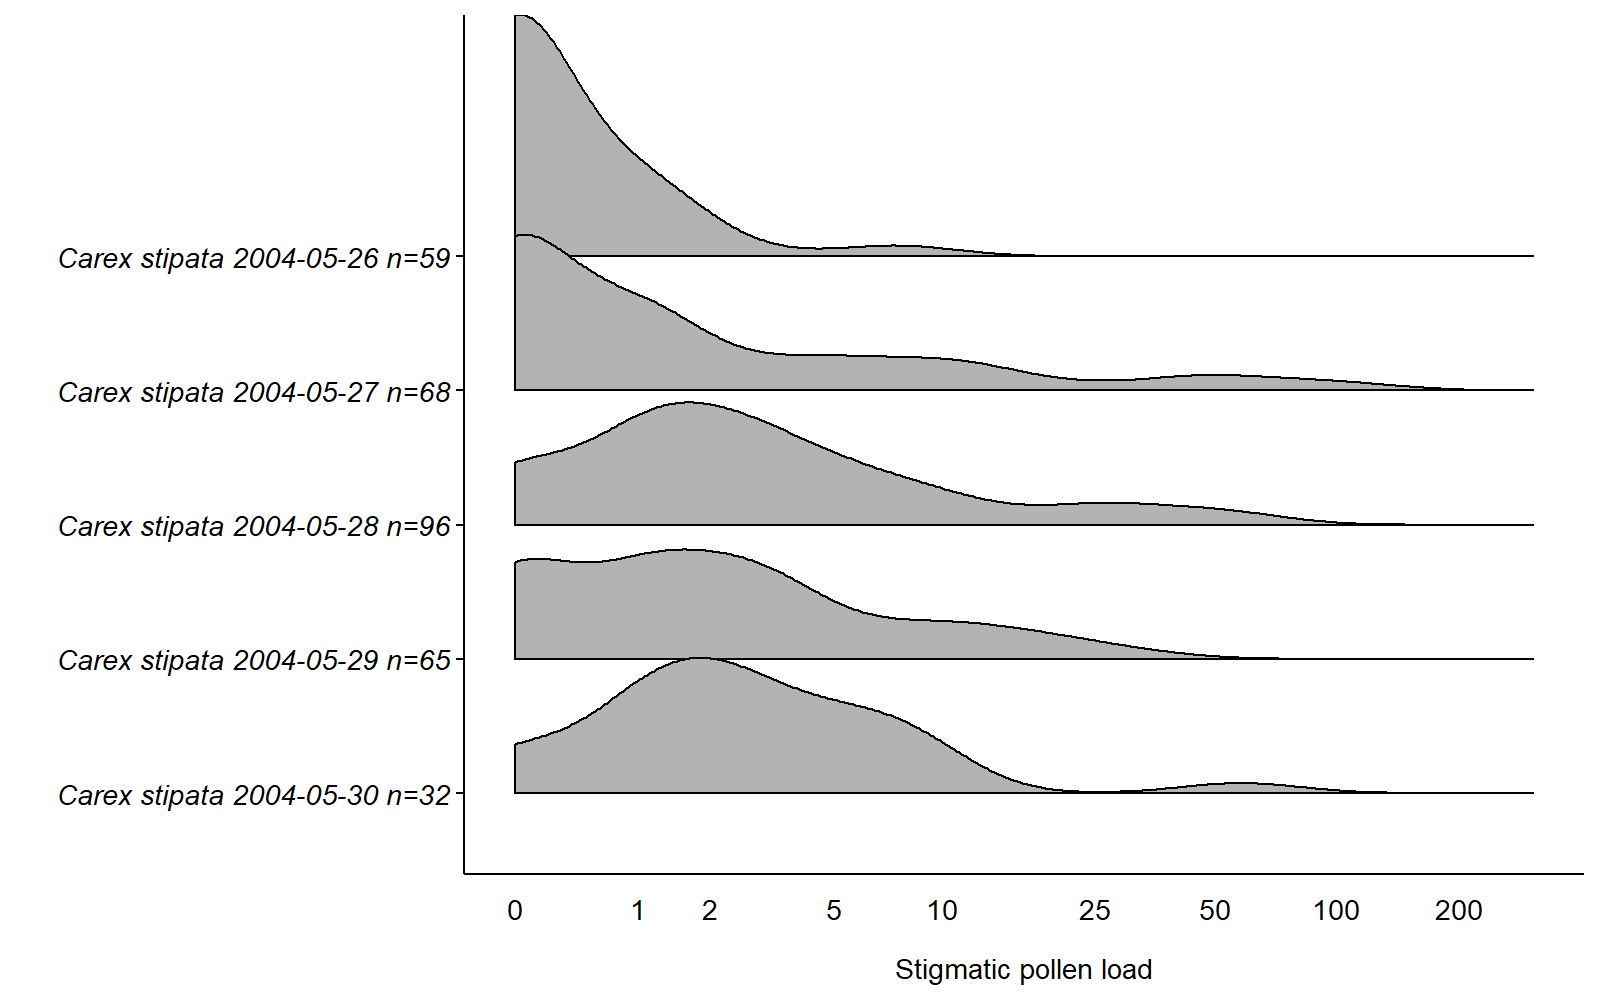 Carex stipata 2004-05-26 n=59
Carex stipata 2004-05-27 n=68
Carex stipata 2004-05-28 n=96
Carex stipata 2004-05-29 n=65
Carex stipata 2004-05-30 n=32
0 1 2 5 10 25 50 100 200
Stigmatic pollen load